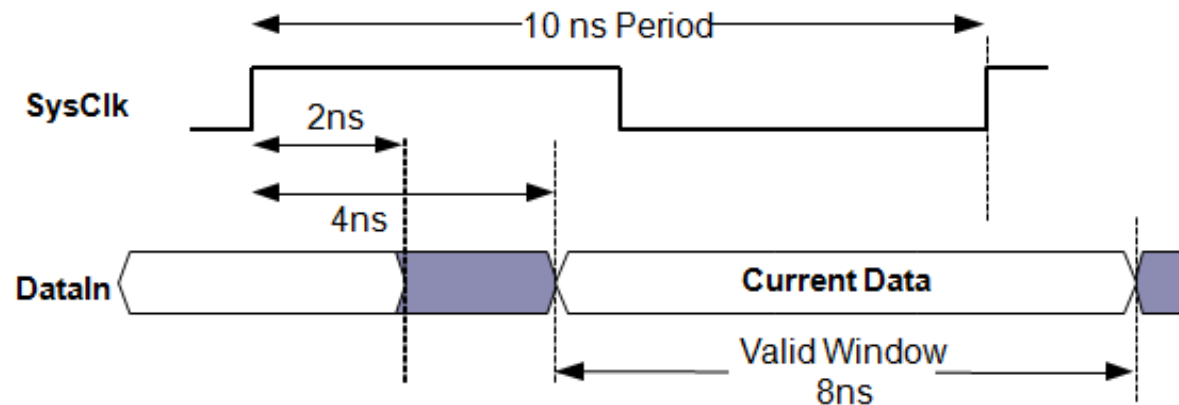 10 ns Period
SysClk
2ns
4ns
DataIn
Current Data
Valid Window
8ns